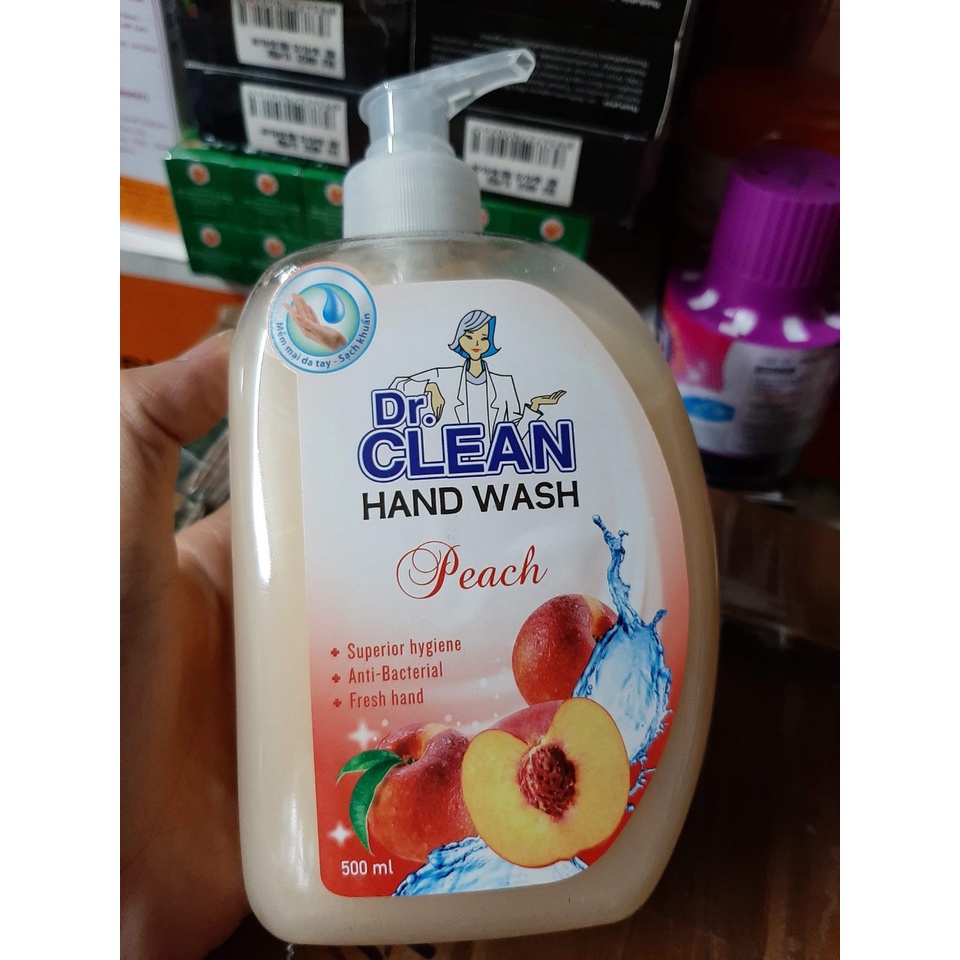 Mềm mại da tay - Sạch khuẩn
Dr.
CLEAN
HAND WASH
Peach
+ Superior hygiene
+ Anti-Bacterial
+ Fresh hand
500 ml